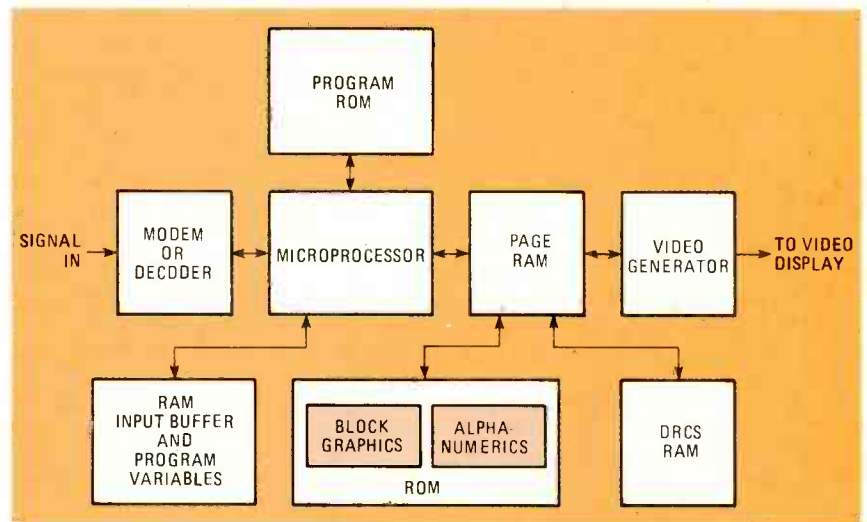 PROGRAM
ROM
SIGNAL
IN
MODEM
OR
DECODER
MICROPROCESSOR
PAGE
RAM
VIDEO
GENERATOR
TO VIDEO
DISPLAY
RAM
INPUT BUFFER
AND
PROGRAM
VARIABLES
BLOCK
GRAPHICS
ALPHA-
NUMERICS
ROM
DRCS
RAM